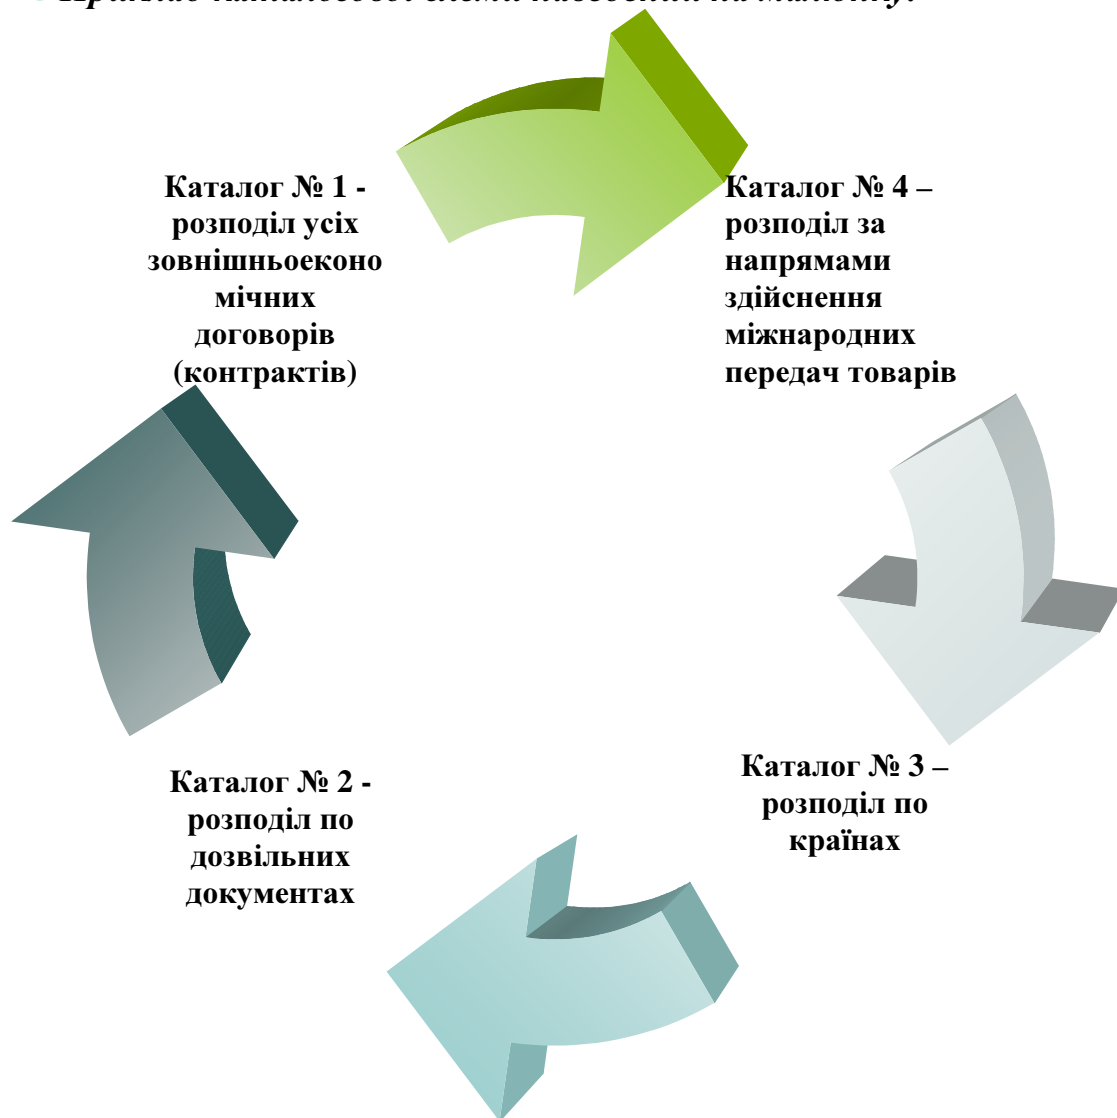 Каталог № 1 -
розподіл усіх
зовнішньоеконо
мічних
договорів
(контрактів)
Каталог № 4 –
розподіл за
напрямами
здійснення
міжнародних
передач товарів
Каталог № 2 -
розподіл по
дозвільних
документах
Каталог № 3 –
розподіл по
країнах